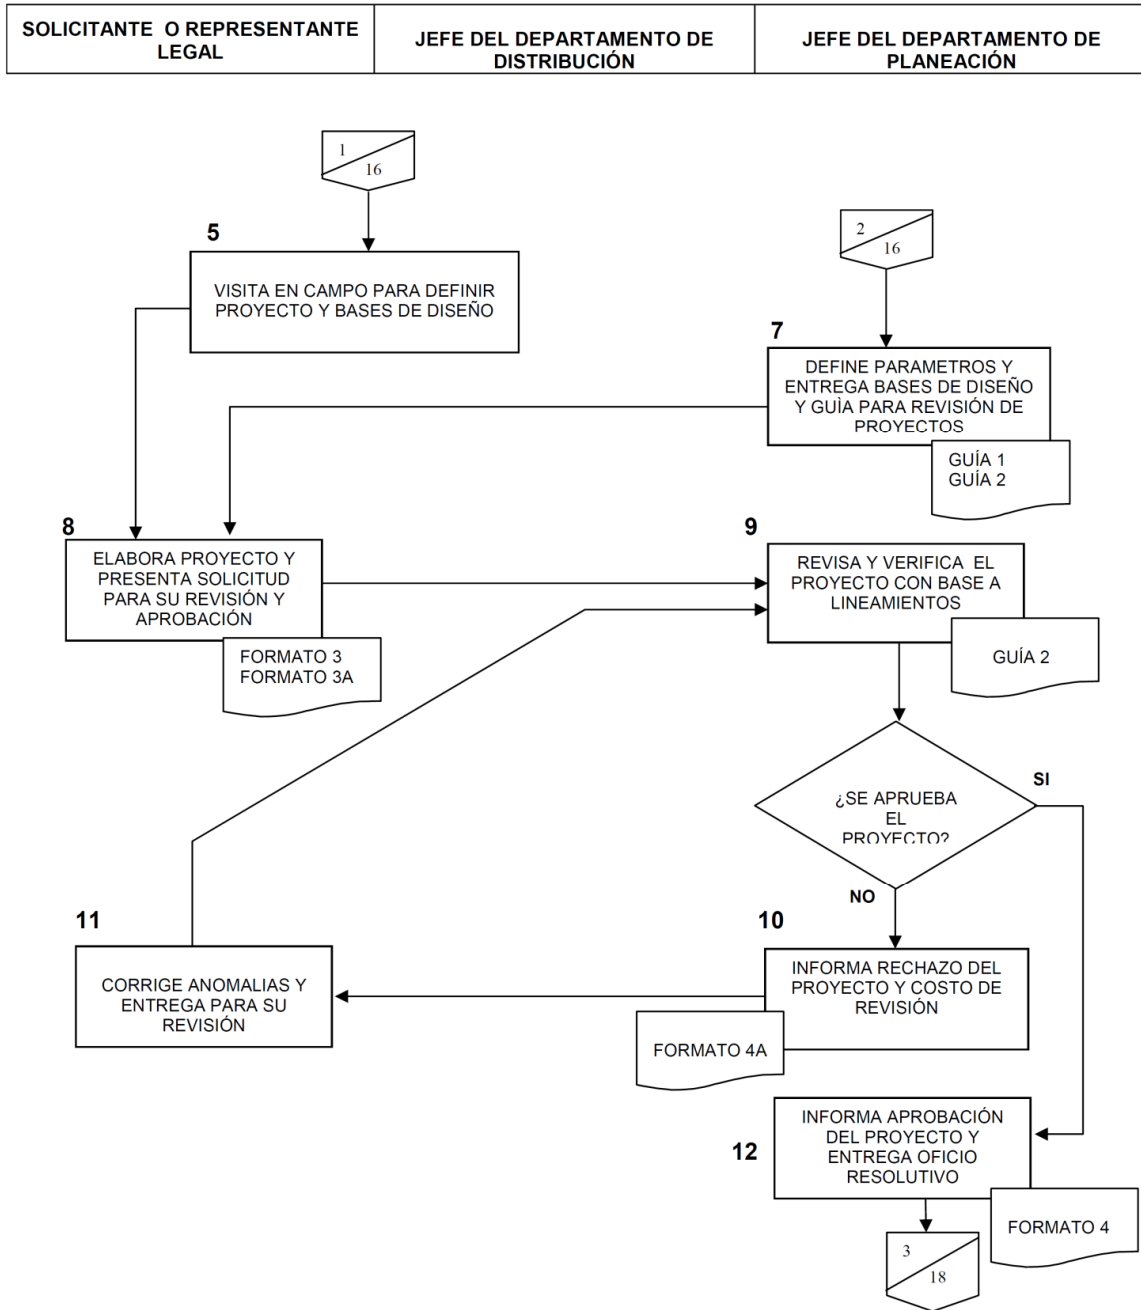 SOLICITANTE O REPRESENTANTE
LEGAL
JEFE DEL DEPARTAMENTO DE
DISTRIBUCIÓN
JEFE DEL DEPARTAMENTO DE
PLANEACIÓN
1
16
5
VISITA EN CAMPO PARA DEFINIR
PROYECTO Y BASES DE DISEÑO
2
16
7
DEFINE PARAMETROS Y
ENTREGA BASES DE DISEÑO
Y GUÌA PARA REVISIÓN DE
PROYECTOS
GUÍA 1
GUÍA 2
8
ELABORA PROYECTO Y
PRESENTA SOLICITUD
PARA SU REVISIÓN Y
APROBACIÓN
FORMATO 3
FORMATO 3A
9
REVISA Y VERIFICA EL
PROYECTO CON BASE A
LINEAMIENTOS
GUÍA 2
¿SE APRUEBA
EL
PROYECTO?
SI
NO
10
INFORMA RECHAZO DEL
PROYECTO Y COSTO DE
REVISIÓN
FORMATO 4A
11
CORRIGE ANOMALIAS Y
ENTREGA PARA SU
REVISIÓN
12
INFORMA APROBACIÓN
DEL PROYECTO Y
ENTREGA OFICIO
RESOLUTIVO
FORMATO 4
3
18